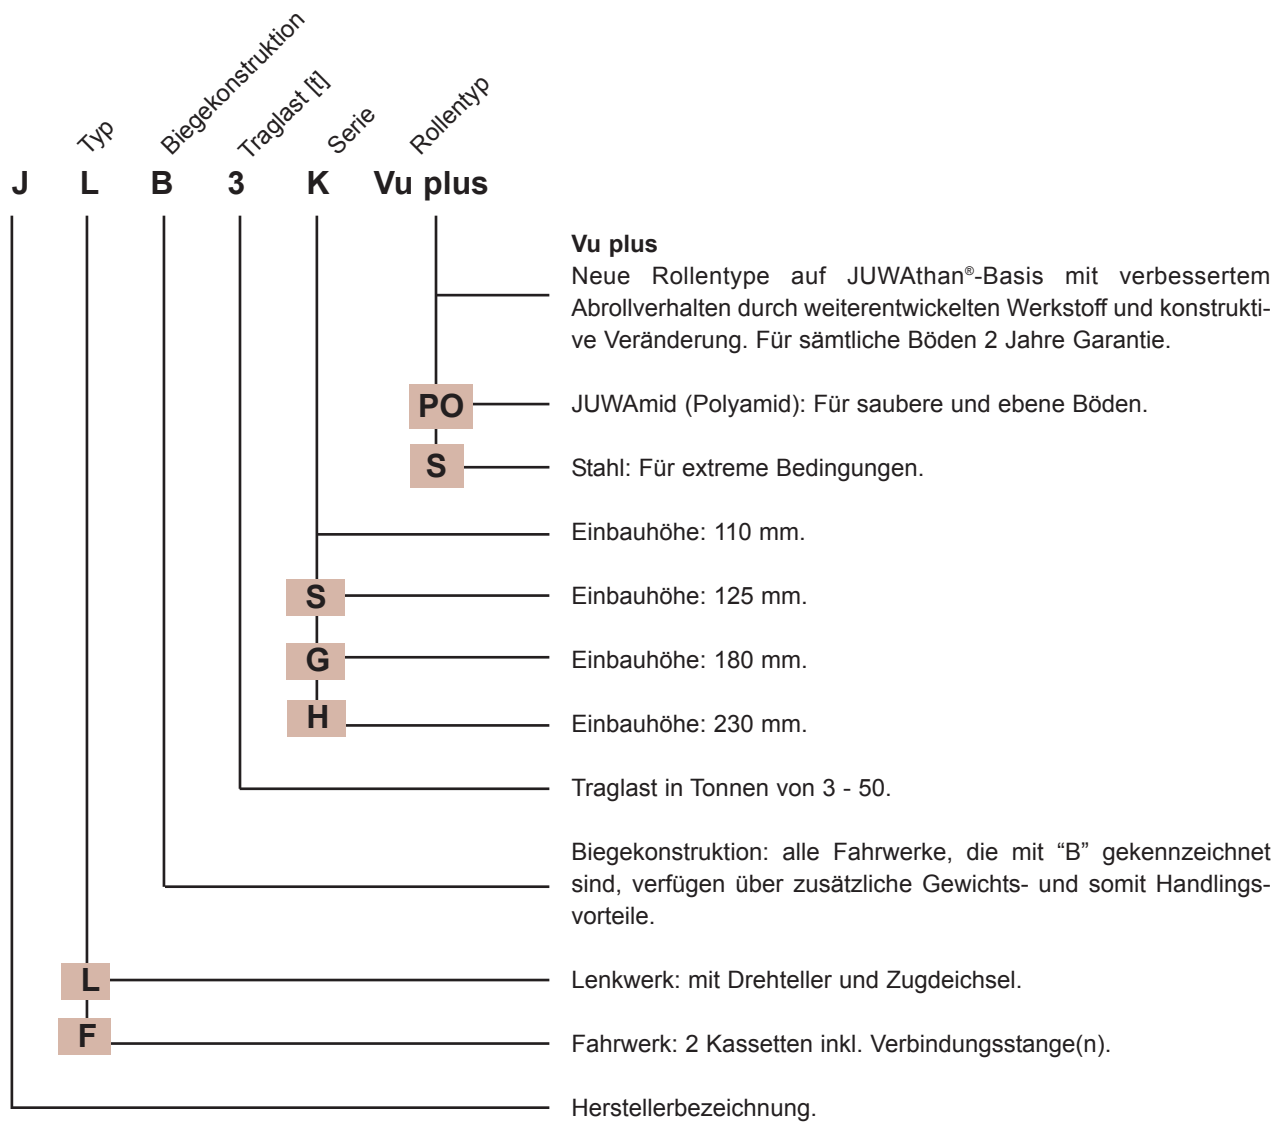 Typ
Biegekonstruktion
Traglast [t]
Serie
Rollentyp
J L B 3 K Vu plus
Vu plus
Neue Rollentype auf JUWAthan®-Basis mit verbessertem
Abrollverhalten durch weiterentwickelten Werkstoff und konstrukti-
ve Veränderung. Für sämtliche Böden 2 Jahre Garantie.
PO JUWAmid (Polyamid): Für saubere und ebene Böden.
S Stahl: Für extreme Bedingungen.
Einbauhöhe: 110 mm.
S Einbauhöhe: 125 mm.
G Einbauhöhe: 180 mm.
H Einbauhöhe: 230 mm.
Traglast in Tonnen von 3 - 50.
Biegekonstruktion: alle Fahrwerke, die mit “B” gekennzeichnet
sind, verfügen über zusätzliche Gewichts- und somit Handlings-
vorteile.
L Lenkwerk: mit Drehteller und Zugdeichsel.
F Fahrwerk: 2 Kassetten inkl. Verbindungsstange(n).
Herstellerbezeichnung.